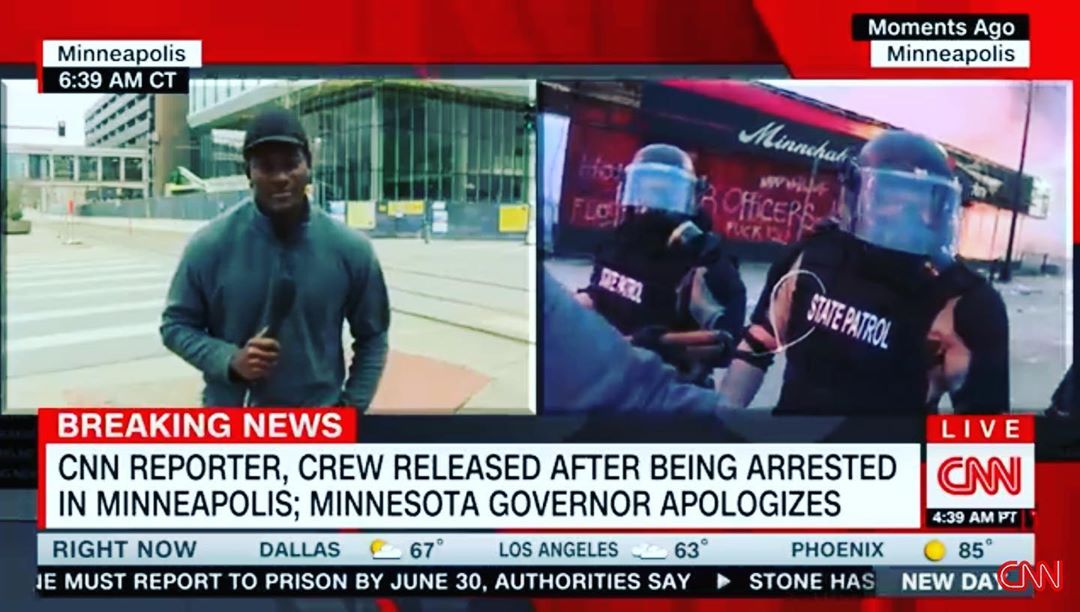 Minneapolis
6:39 AM CT
Moments Ago
Minneapolis
Minnehah
OFFICERS
STATE PATROL
STATE PATROL
BREAKING NEWS
CNN REPORTER, CREW RELEASED AFTER BEING ARRESTED
IN MINNEAPOLIS; MINNESOTA GOVERNOR APOLOGIZES
LIVE
CNN
4:39 AM PT
RIGHT NOW DALLAS 67° LOS ANGELES 63° PHOENIX 85°
E MUST REPORT TO PRISON BY JUNE 30, AUTHORITIES SAY ▶ STONE HAS NEW DAY
CNN